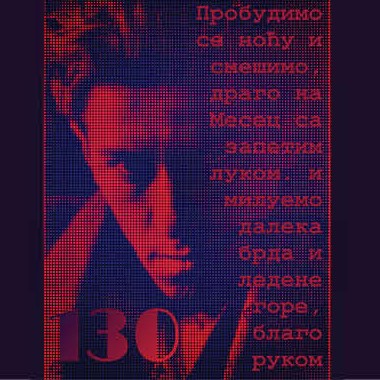 Пробудимо
се ноћу и
смешимо,
драго на
Месец са
запетим
луком. и
милујемо
далека
брда и
ледене
горе,
благо
руком
130